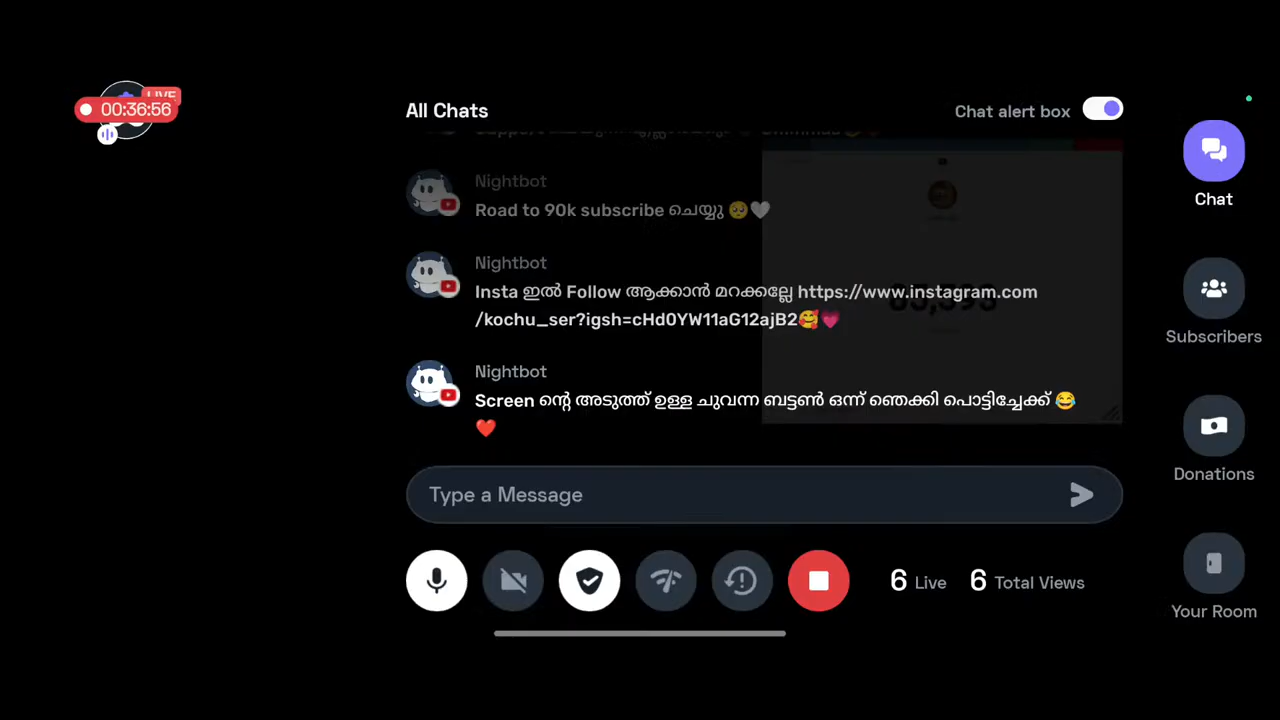 LIVE
00:36:56
All Chats
Chat alert box
Support
Nightbot
Road to 90k subscribe ചെയ്യു 🥺🤍
Nightbot
Insta ഇൽ Follow ആക്കാൻ മറക്കല്ലേ https://www.instagram.com
/kochu_ser?igsh=cHd0YW11aG12ajB2🥰💗
Nightbot
Screen ന്റെ അടുത്ത് ഉള്ള ചുവന്ന ബട്ടൺ ഒന്ന് ഞെക്കി പൊട്ടിച്ചേക്ക് 😂
❤️
Type a Message
6 Live 6 Total Views
Chat
Subscribers
Donations
Your Room